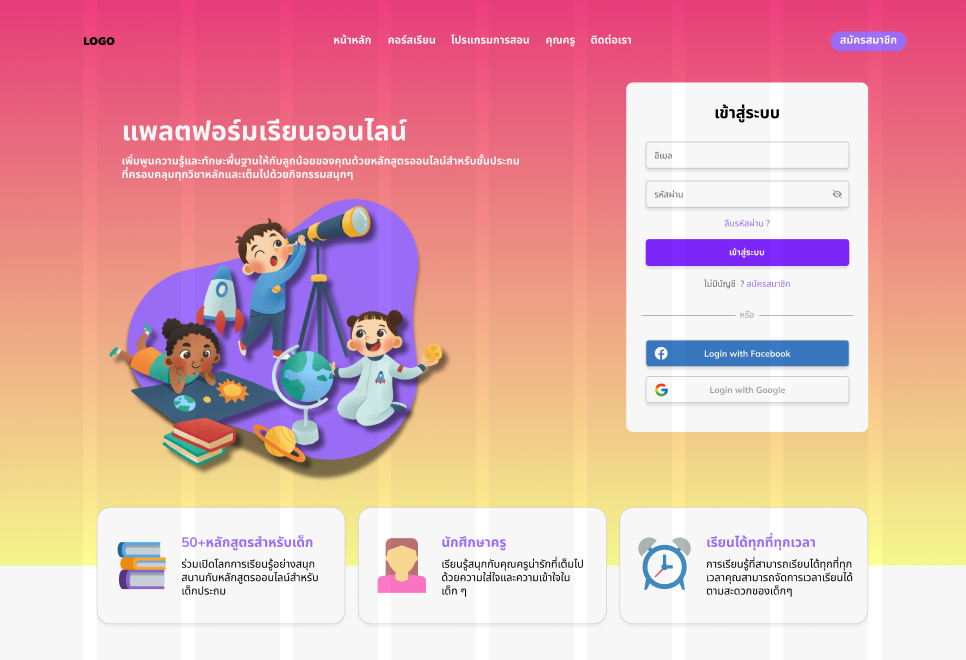 LOGO
หน้าหลัก คอร์สเรียน โปรแกรมการสอน คุณครู ติดต่อเรา
สมัครสมาชิก
แพลตฟอร์มเรียนออนไลน์
เพิ่มพูนความรู้และทักษะพื้นฐานให้กับลูกน้อยของคุณด้วยหลักสูตรออนไลน์สำหรับชั้นประถม
ที่ครอบคลุมทุกวิชาหลักและเต็มไปด้วยกิจกรรมสนุกๆ
เข้าสู่ระบบ
อีเมล
รหัสผ่าน
ลืมรหัสผ่าน ?
เข้าสู่ระบบ
ไม่มีบัญชี ? สมัครสมาชิก
หรือ
Login with Facebook
Login with Google
50+หลักสูตรสำหรับเด็ก
ร่วมเปิดโลกการเรียนรู้อย่างสนุก
สนานกับหลักสูตรออนไลน์สำหรับ
เด็กประถม
นักศึกษาครู
เรียนรู้สนุกกับคุณครูน่ารักที่เต็มไป
ด้วยความใส่ใจและความเข้าใจใน
เด็ก ๆ
เรียนได้ทุกที่ทุกเวลา
การเรียนรู้ที่สามารถเรียนได้ทุกที่ทุก
เวลาคุณสามารถจัดการเวลาเรียนได้
ตามสะดวกของเด็กๆ